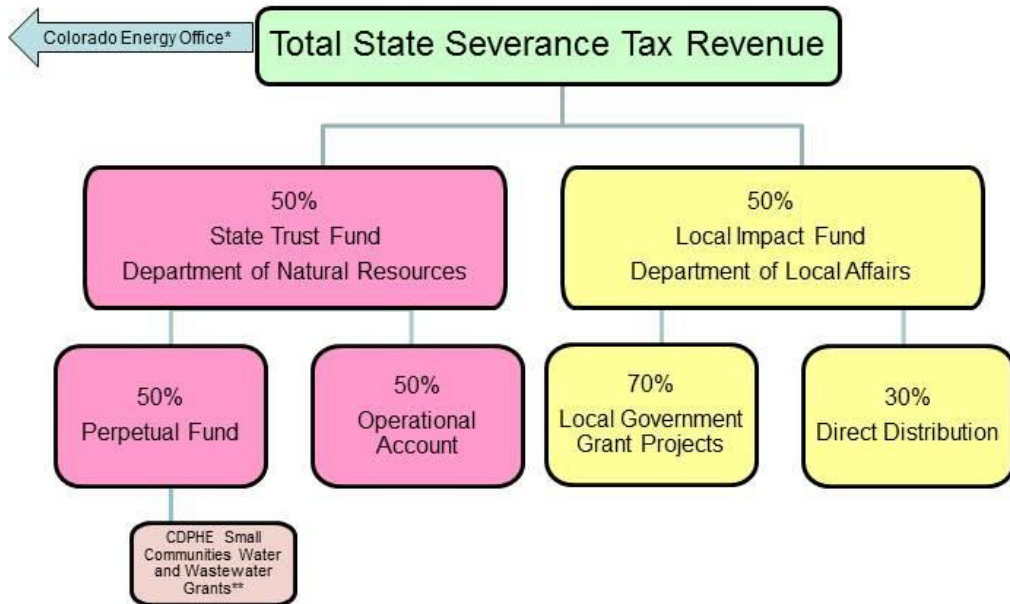 Colorado Energy Office*
Total State Severance Tax Revenue
50%
State Trust Fund
Department of Natural Resources
50%
Local Impact Fund
Department of Local Affairs
50%
Perpetual Fund
50%
Operational
Account
70%
Local Government
Grant Projects
30%
Direct Distribution
CDPHE Small
Communities Water
and Wastewater
Grants**